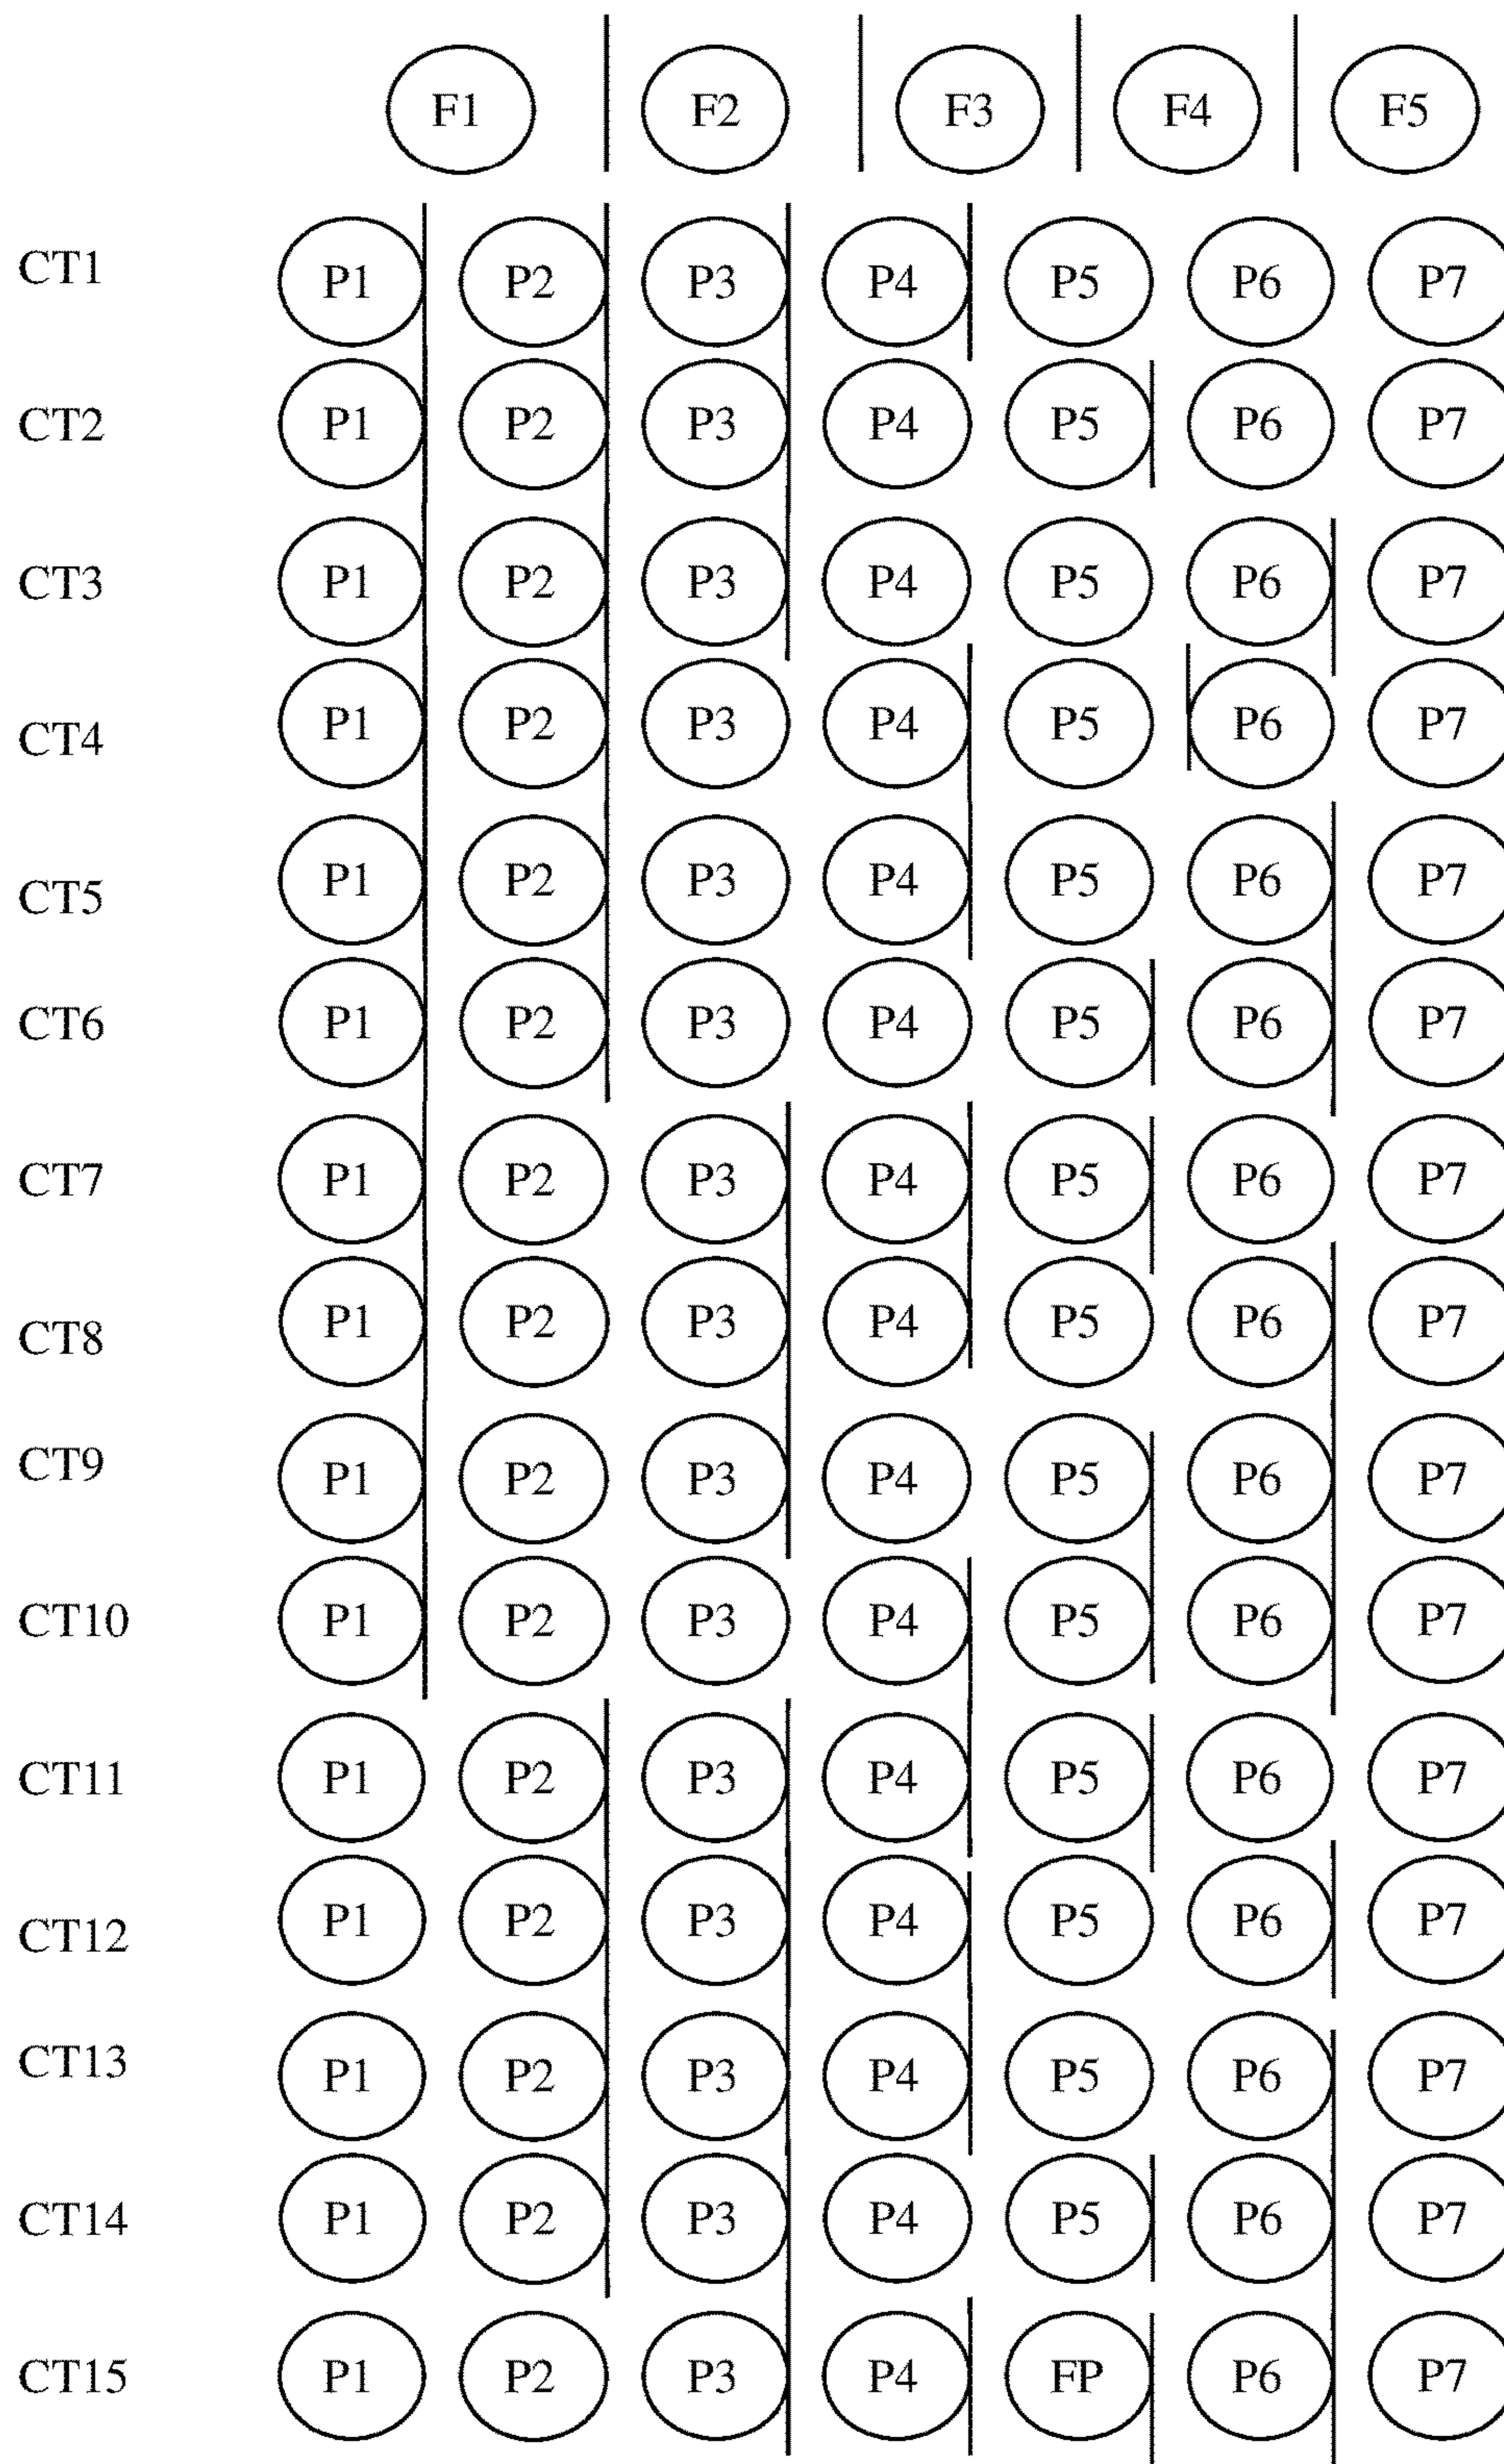 F1 F2 F3 F4 F5
CT1 P1 P2 P3 P4 P5 P6 P7
CT2 P1 P2 P3 P4 P5 P6 P7
CT3 P1 P2 P3 P4 P5 P6 P7
CT4 P1 P2 P3 P4 P5 P6 P7
CT5 P1 P2 P3 P4 P5 P6 P7
CT6 P1 P2 P3 P4 P5 P6 P7
CT7 P1 P2 P3 P4 P5 P6 P7
CT8 P1 P2 P3 P4 P5 P6 P7
CT9 P1 P2 P3 P4 P5 P6 P7
CT10 P1 P2 P3 P4 P5 P6 P7
CT11 P1 P2 P3 P4 P5 P6 P7
CT12 P1 P2 P3 P4 P5 P6 P7
CT13 P1 P2 P3 P4 P5 P6 P7
CT14 P1 P2 P3 P4 P5 P6 P7
CT15 P1 P2 P3 P4 FP P6 P7